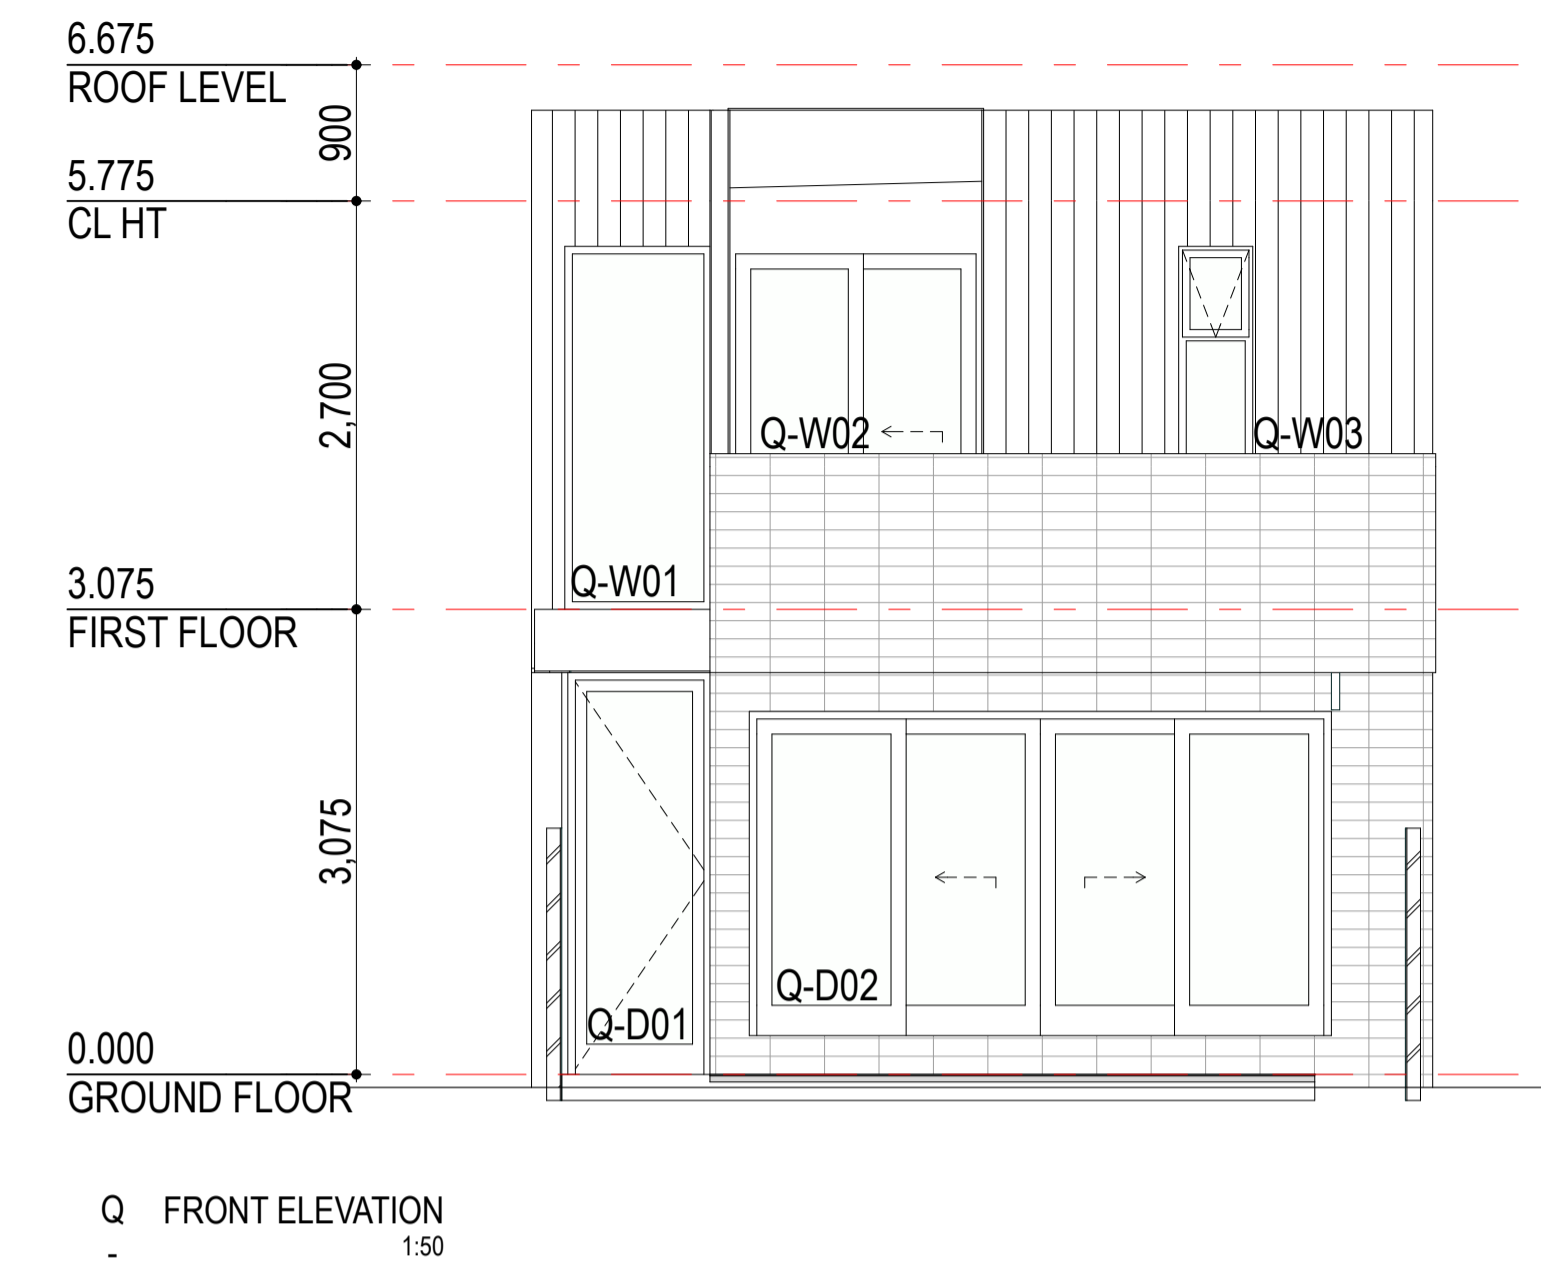 6.675
ROOF LEVEL
900
5.775
CL HT
2,700
Q-W02
Q-W03
Q-W01
3.075
FIRST FLOOR
3,075
Q-D02
Q-D01
0.000
GROUND FLOOR
Q FRONT ELEVATION
- 1:50